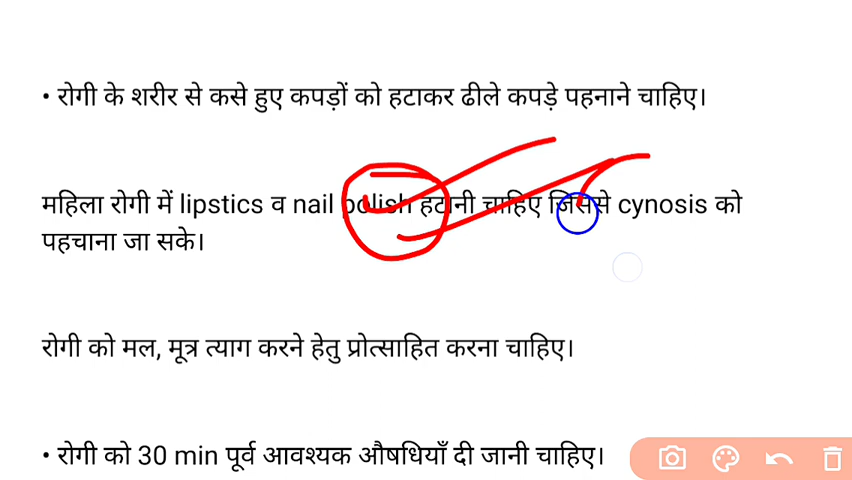 • रोगी के शरीर से कसे हुए कपड़ों को हटाकर ढीले कपड़े पहनाने चाहिए।
महिला रोगी में lipstics व nail polish हटानी चाहिए जिससे cynosis को
पहचाना जा सके।
रोगी को मल, मूत्र त्याग करने हेतु प्रोत्साहित करना चाहिए।
• रोगी को 30 min पूर्व आवश्यक औषधियाँ दी जानी चाहिए।